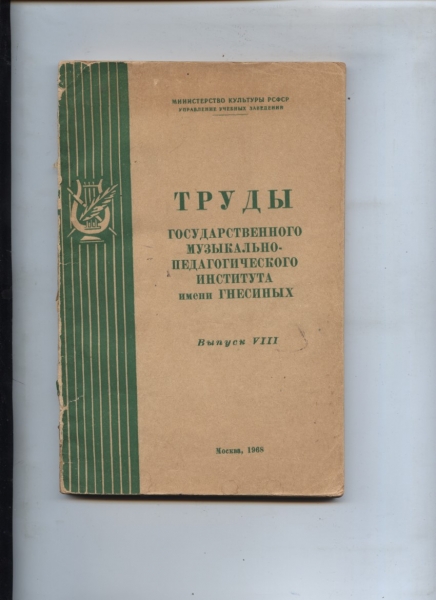 МИНИСТЕРСТВО КУЛЬТУРЫ РСФСР
УПРАВЛЕНИЕ УЧЕБНЫХ ЗАВЕДЕНИЙ
ТРУДЫ
ГОСУДАРСТВЕННОГО
МУЗЫКАЛЬНО-
ПЕДАГОГИЧЕСКОГО
ИНСТИТУТА
имени ГНЕСИНЫХ
Выпуск VIII
Москва, 1968